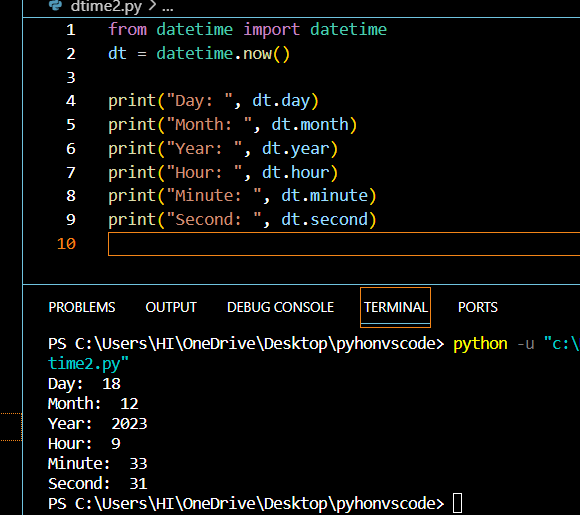 dtime2.py > ...
1 from datetime import datetime
2 dt = datetime.now()
3
4 print("Day: ", dt.day)
5 print("Month: ", dt.month)
6 print("Year: ", dt.year)
7 print("Hour: ", dt.hour)
8 print("Minute: ", dt.minute)
9 print("Second: ", dt.second)
10
PROBLEMS OUTPUT DEBUG CONSOLE TERMINAL PORTS
PS C:\Users\HI\OneDrive\Desktop\pyhonvscode> python -u "c:\
time2.py"
Day:  18
Month:  12
Year:  2023
Hour:  9
Minute:  33
Second:  31
PS C:\Users\HI\OneDrive\Desktop\pyhonvscode>